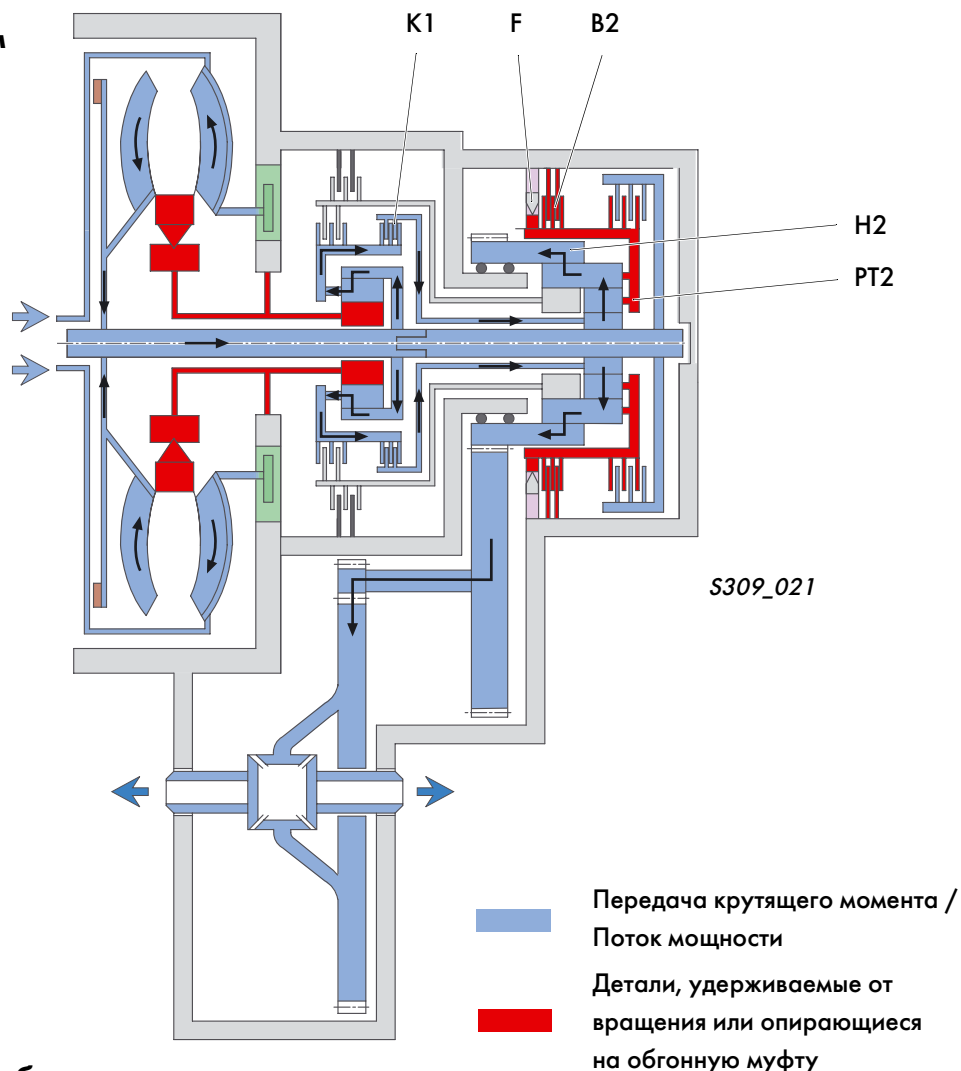 K1 F B2
H2
PT2
S309_021
Передача крутящего момента /
Поток мощности
Детали, удерживаемые от
вращения или опирающиеся
на обгонную муфту